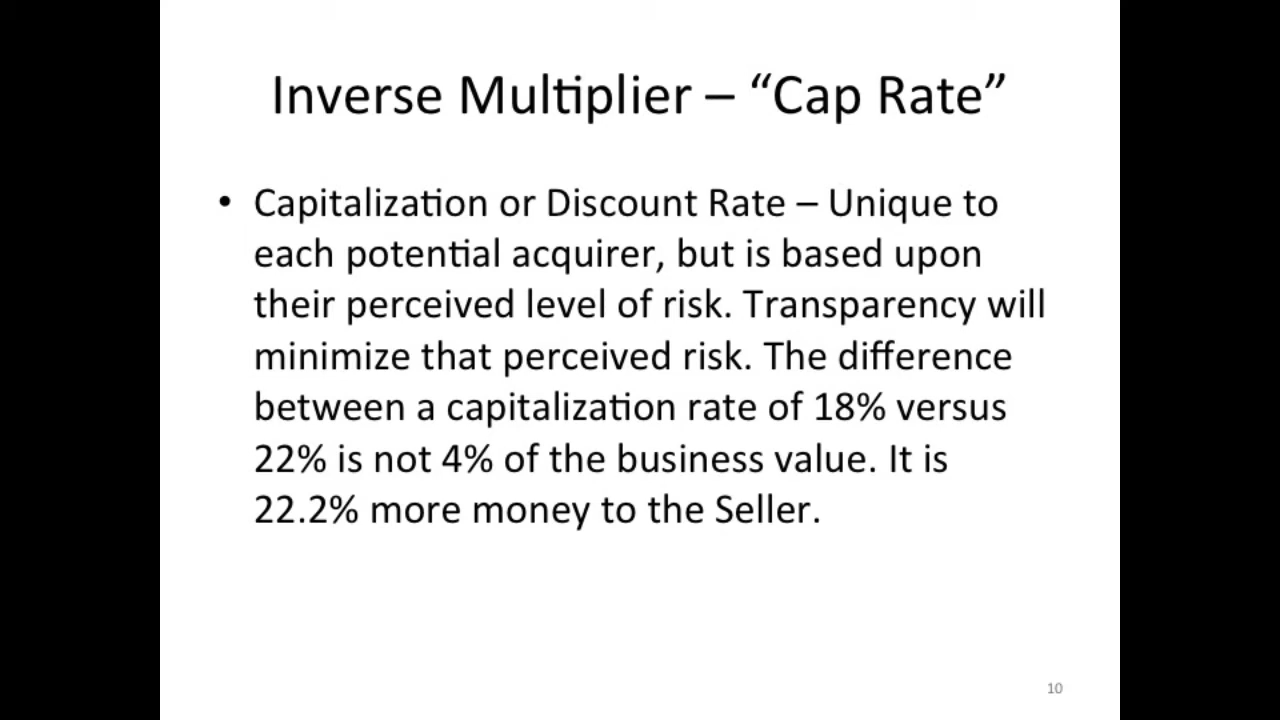 Inverse Multiplier – “Cap Rate”
• Capitalization or Discount Rate – Unique to
each potential acquirer, but is based upon
their perceived level of risk. Transparency will
minimize that perceived risk. The difference
between a capitalization rate of 18% versus
22% is not 4% of the business value. It is
22.2% more money to the Seller.
10